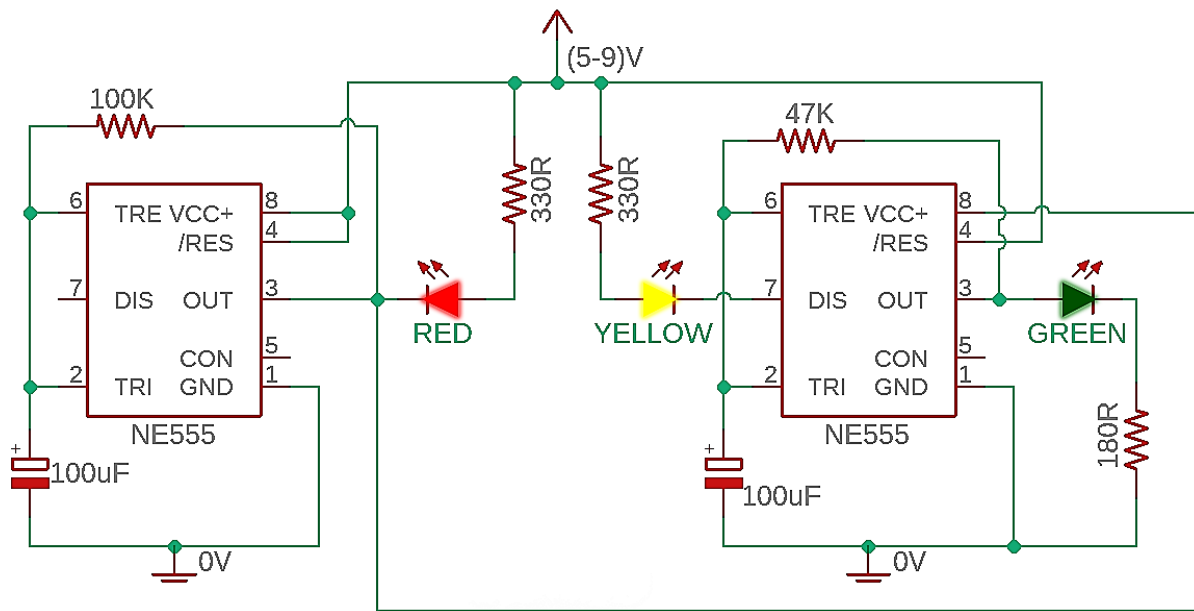 (5-9)V
100K
330R
330R
47K
6 TRE VCC+ 8
/RES 4
7 DIS OUT 3
CON 5
2 TRI GND 1
NE555
100uF
0V
RED
YELLOW
6 TRE VCC+ 8
/RES 4
7 DIS OUT 3
CON 5
2 TRI GND 1
NE555
+
100uF
0V
GREEN
180R
+